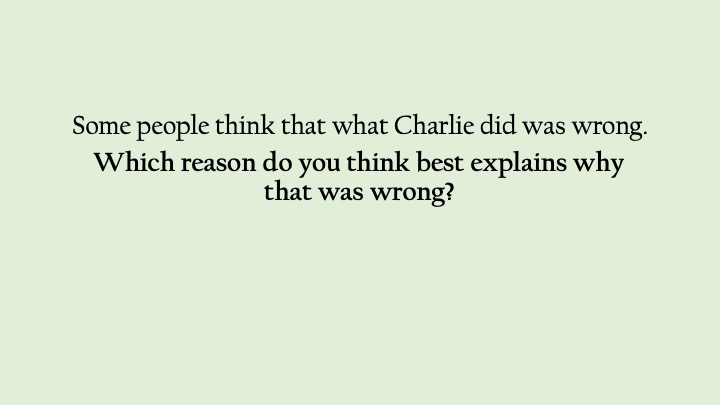 Some people think that what Charlie did was wrong.
Which reason do you think best explains why
that was wrong?